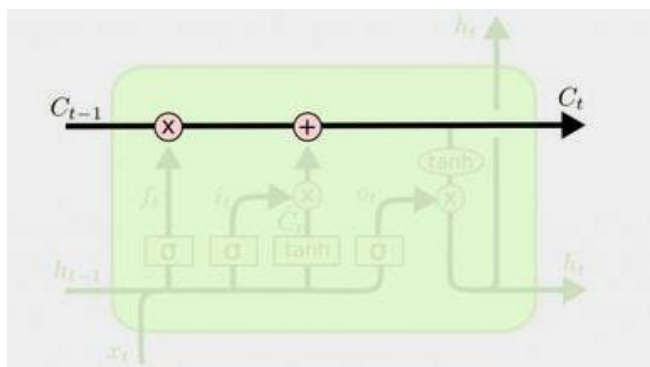 h_t
C_{t-1} x + C_t
tanh
f_t i_t x o_t x
C̃_t
σ σ tanh σ
h_{t-1} h_t
x_t